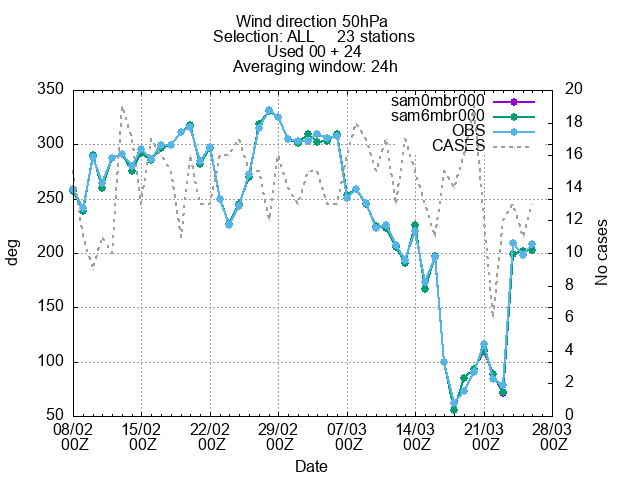 Wind direction 50hPa
Selection: ALL 23 stations
Used 00 + 24
Averaging window: 24h
sam0mbr000
sam6mbr000
OBS
CASES
350
300
250
200
150
100
50
deg
20
18
16
14
12
10
8
6
4
2
0
No cases
08/02 15/02 22/02 29/02 07/03 14/03 21/03 28/03
00Z 00Z 00Z 00Z 00Z 00Z 00Z 00Z
Date